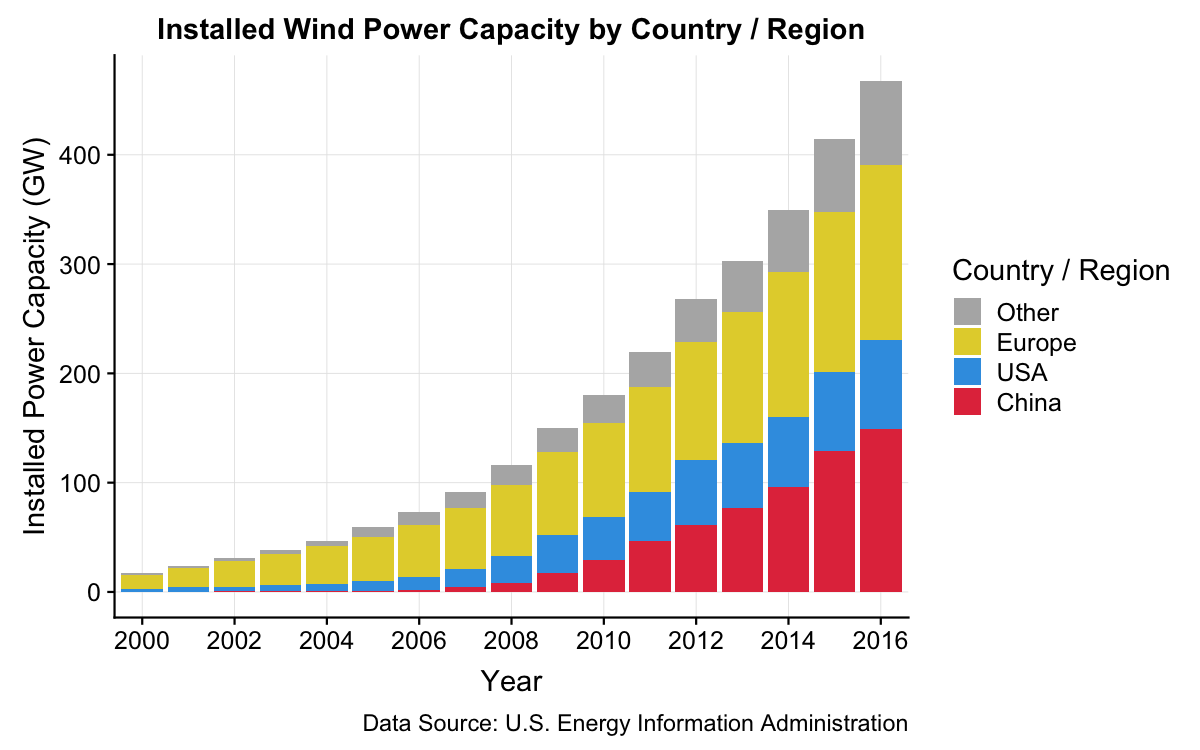 Installed Wind Power Capacity by Country / Region
Installed Power Capacity (GW)
400
300
200
100
0
2000 2002 2004 2006 2008 2010 2012 2014 2016
Year
Country / Region
Other
Europe
USA
China
Data Source: U.S. Energy Information Administration